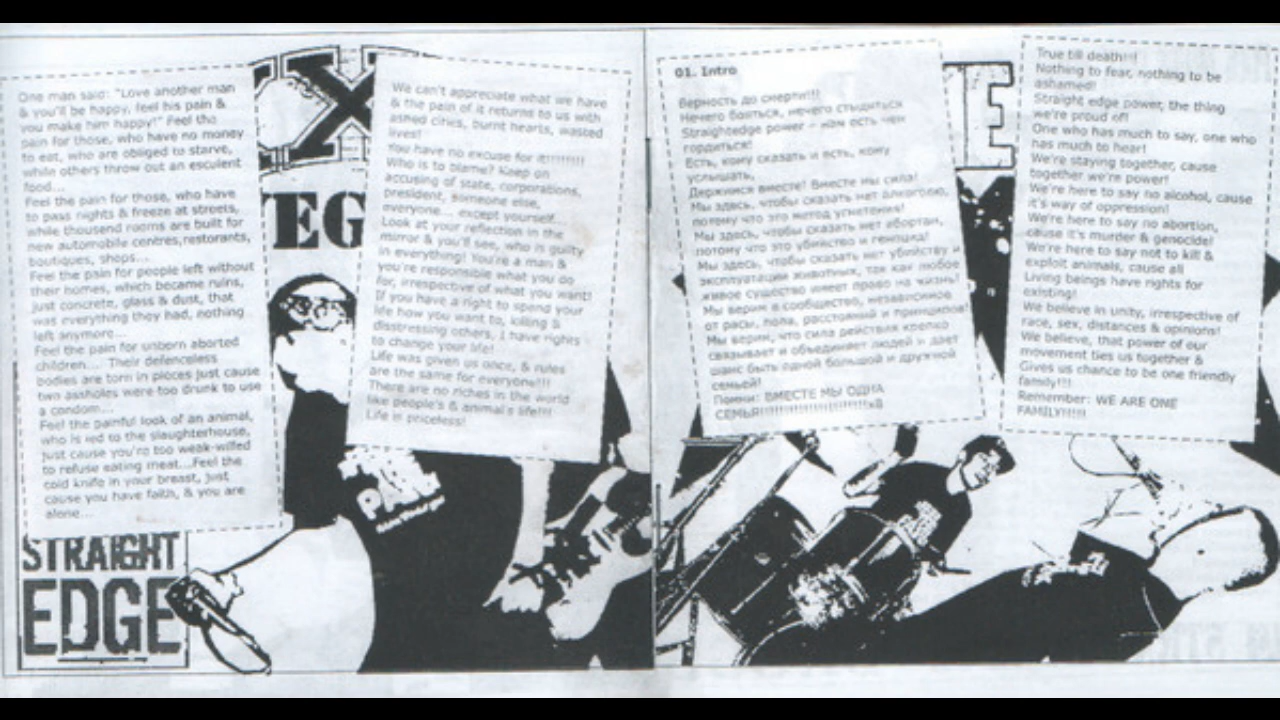 One man said: "Love another man
& you'll be happy, feel his pain &
you make him happy!" Feel the
pain for those, who have no money
to eat, who are obliged to starve,
while others throw out an esculent
food...
Feel the pain for those, who have
to pass nights & freeze at streets,
while thousend rooms are built for
new automobile centres,restorants,
boutiques, shops...
Feel the pain for people left without
their homes, which became ruins,
just concrete, glass & dust, that
was everything they had, nothing
left anymore...
Feel the pain for unborn aborted
children.... Their defenceless
bodies are torn in pieces just cause
two assholes were too drunk to use
a condom...
Feel the painful look of an animal,
who is led to the slaughterhouse,
just cause you're too weak-willed
to refuse eating meat...Feel the
cold knife in your breast, just
cause you have faith, & you are
alone...
STRAIGHT
EDGE
We can't appreciate what we have
& the pain of it returns to us with
ashed cities, burnt hearts, wasted
lives!
You have no excuse for it!!!!!!!!!
Who is to blame? Keep on
accusing of state, corporations,
president, someone else,
everyone... except yourself.
Look at your reflection in the
mirror & you'll see, who is guilty
in everything! You're a man &
you're responsible what you do
for, irrespective of what you want!
If you have a right to spend your
life how you want to, killing &
disstressing others, I have rights
to change your life!
Life was given us once, & rules
are the same for everyone!!!!
There are no riches in the world
like people's & animal's life!!!
Life is priceless!
01. Intro
Верность до смерти!!!
Нечего бояться, нечего стыдиться
Straightedge power – нам есть чем
гордиться!
Есть, кому сказать и есть, кому
услышать,
Держимся вместе! Вместе мы сила!
Мы здесь, чтобы сказать нет алкоголю,
потому что это метод угнетения!
Мы здесь, чтобы сказать нет абортам,
потому что это убийство и геноцид!
Мы здесь, чтобы сказать нет убийству и
эксплуатации животных, так как любое
живое существо имеет право на жизнь!
Мы верим в сообщество, независимое
от расы, пола, расстояний и принципов!
Мы верим, что сила действия крепко
связывает и объединяет людей и дает
шанс быть одной большой и дружной
семьей!
Помни: ВМЕСТЕ МЫ ОДНА
True till death!!!
Nothing to fear, nothing to be
ashamed!
Straight edge power, the thing
we're proud of!
One who has much to say, one who
has much to hear!
We're staying together, cause
together we're power!
We're here to say no alcohol, cause
it's way of oppression!
We're here to say no abortion,
cause it's murder & genocide!
We're here to say not to kill &
exploit animals, cause all
Living beings have rights for
existing!
We believe in unity, irrespective of
race, sex, distances & opinions!
We believe, that power of our
movement ties us together &
Gives us chance to be one friendly
family!!!
Remember: WE ARE ONE
FAMILY!!!!!